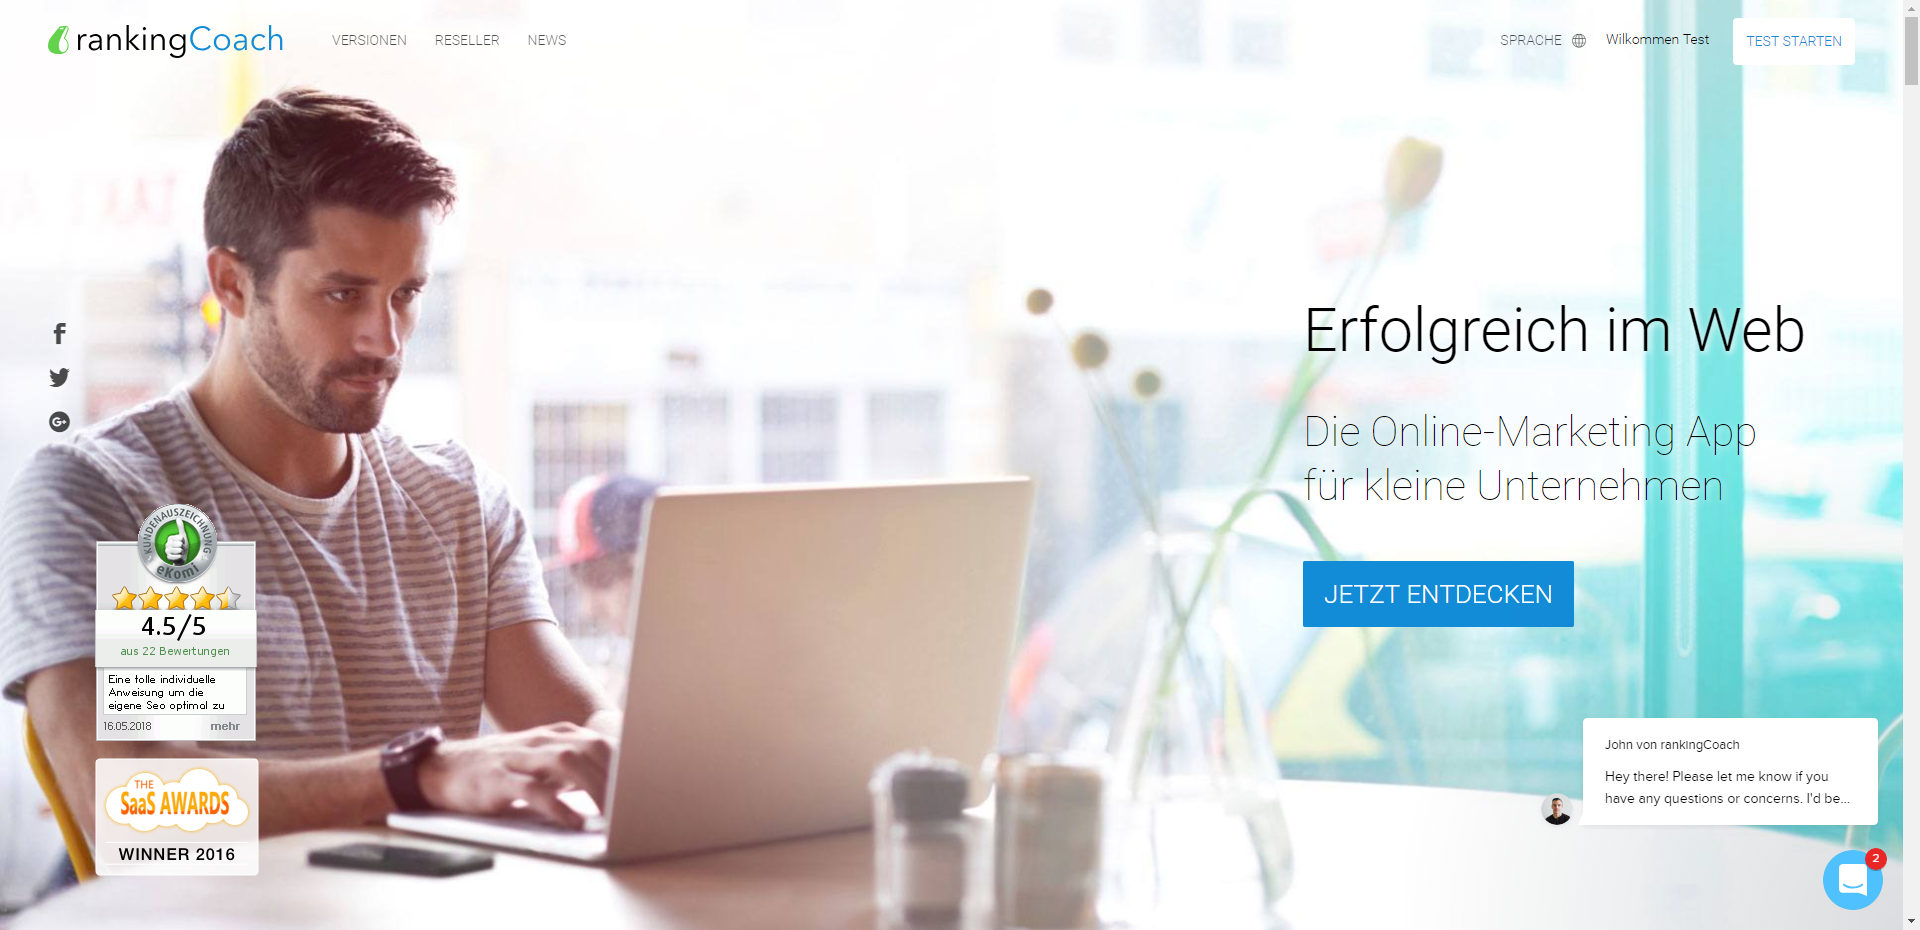 rankingCoach
VERSIONEN
RESELLER
NEWS
SPRACHE
Wilkommen Test
TEST STARTEN
Erfolgreich im Web
Die Online-Marketing App
für kleine Unternehmen
JETZT ENTDECKEN
KUNDENAUSZEICHNUNG
eKomi
4.5/5
aus 22 Bewertungen
Eine tolle individuelle
Anweisung um die
eigene Seo optimal zu
16.05.2018
mehr
THE
SaaS AWARDS
WINNER 2016
John von rankingCoach
Hey there! Please let me know if you
have any questions or concerns. I'd be...
2